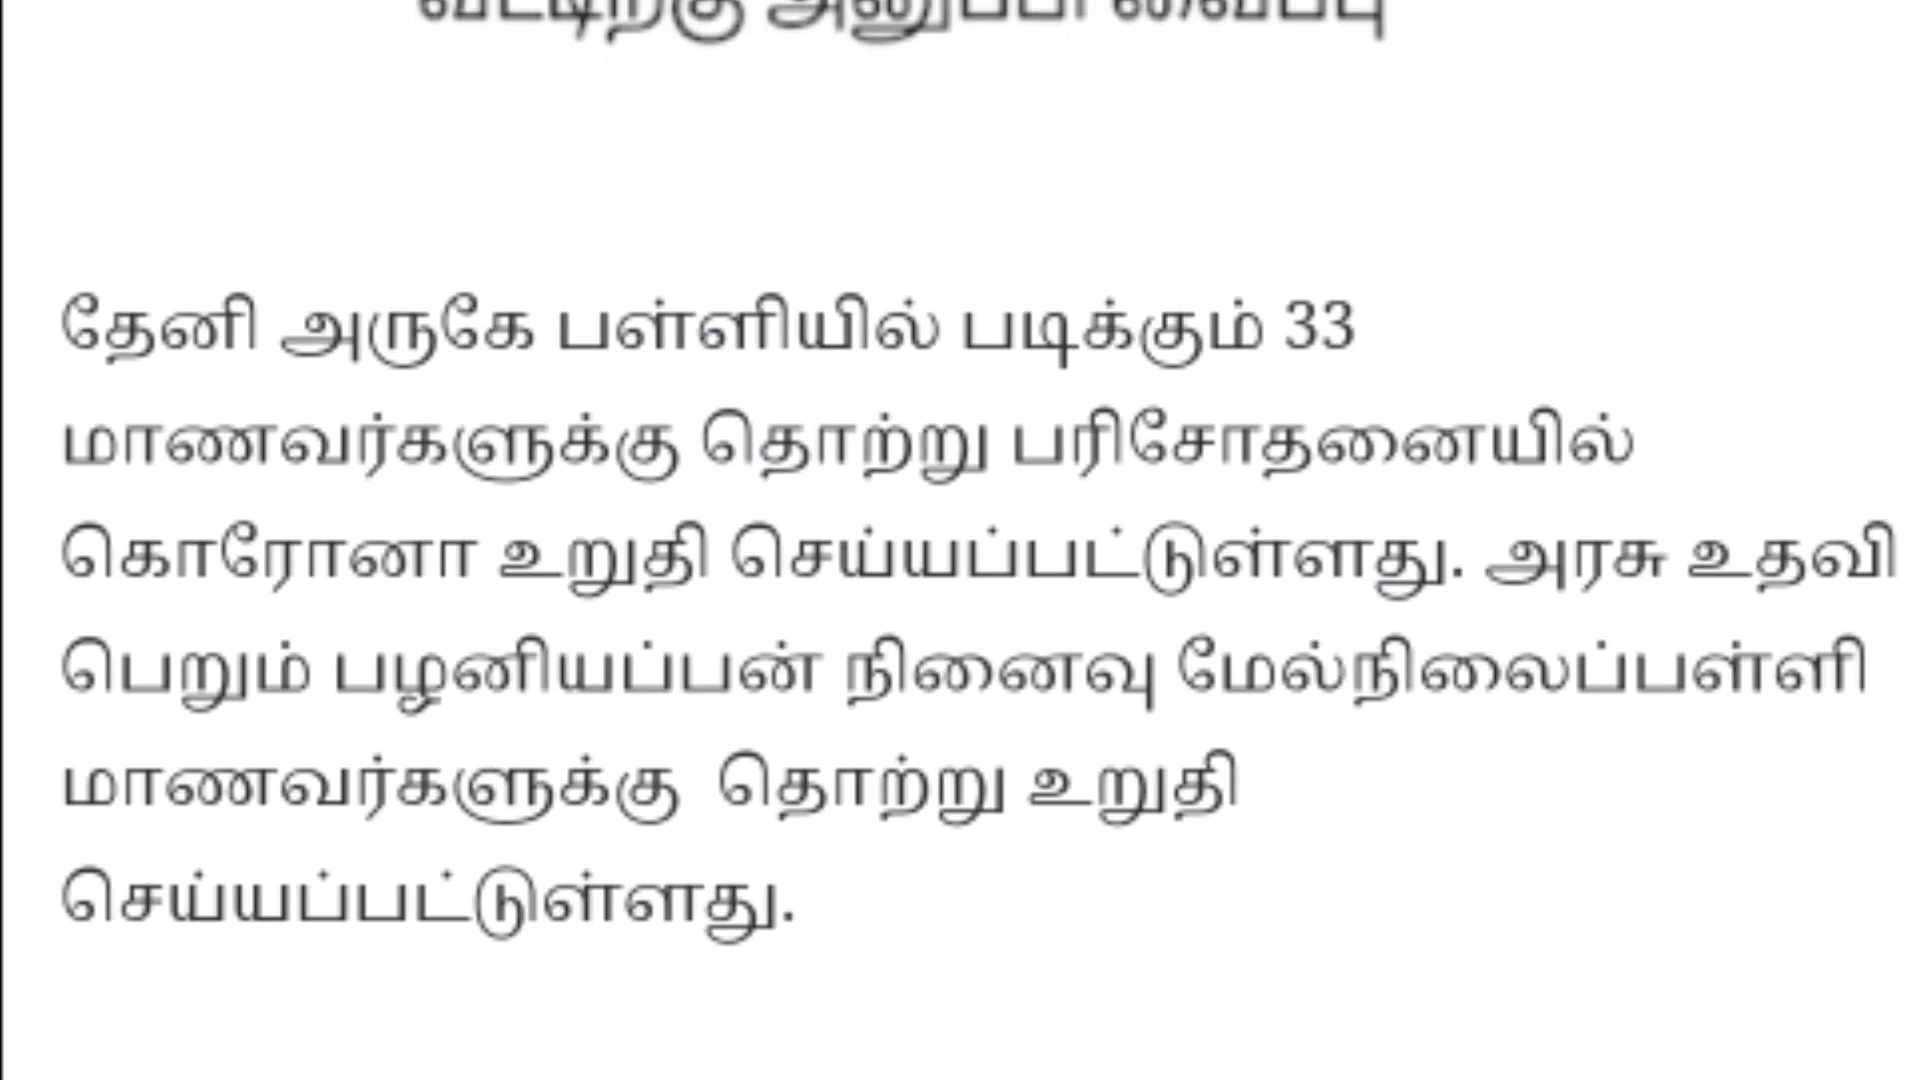 தேனி அருகே பள்ளியில் படிக்கும் 33
மாணவர்களுக்கு தொற்று பரிசோதனையில்
கொரோனா உறுதி செய்யப்பட்டுள்ளது. அரசு உதவி
பெறும் பழனியப்பன் நினைவு மேல்நிலைப்பள்ளி
மாணவர்களுக்கு தொற்று உறுதி
செய்யப்பட்டுள்ளது.